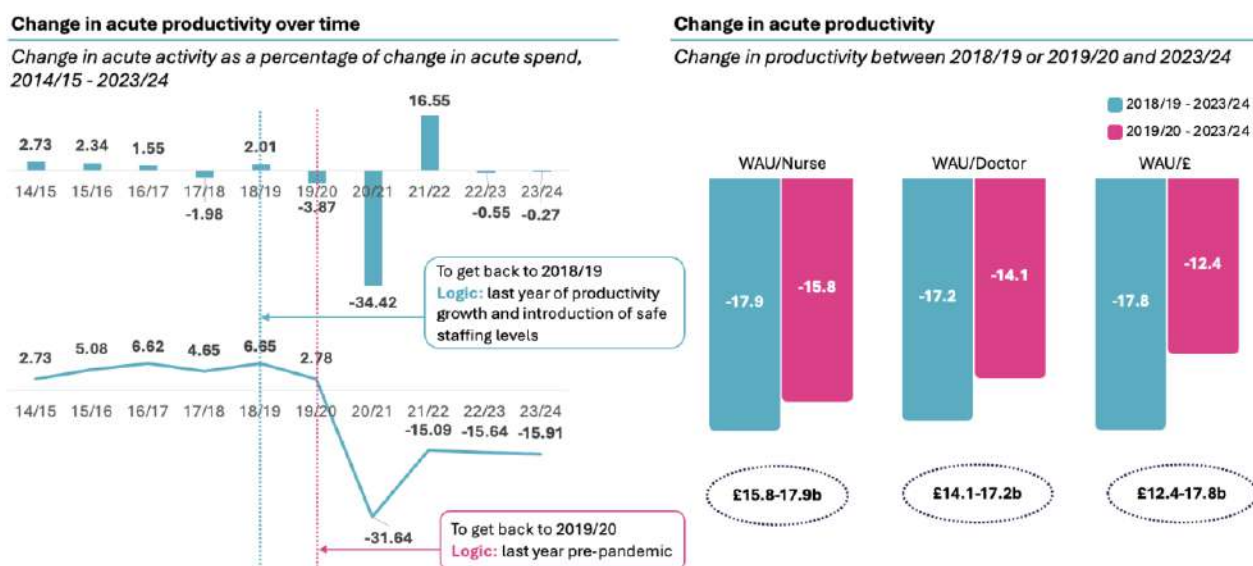 Change in acute productivity over time
Change in acute activity as a percentage of change in acute spend,
2014/15 - 2023/24
2.73
2.34
1.55
-1.98
2.01
-3.87
-34.42
16.55
-0.55
-0.27
14/15
15/16
16/17
17/18
18/19
19/20
20/21
21/22
22/23
23/24
To get back to 2018/19
Logic: last year of productivity
growth and introduction of safe
staffing levels
2.73
5.08
6.62
4.65
6.65
2.78
-31.64
-15.09
-15.64
-15.91
14/15
15/16
16/17
17/18
18/19
19/20
20/21
21/22
22/23
23/24
To get back to 2019/20
Logic: last year pre-pandemic
Change in acute productivity
Change in productivity between 2018/19 or 2019/20 and 2023/24
2018/19 - 2023/24
2019/20 - 2023/24
WAU/Nurse
WAU/Doctor
WAU/£
-17.9
-15.8
-17.2
-14.1
-17.8
-12.4
£15.8-17.9b
£14.1-17.2b
£12.4-17.8b